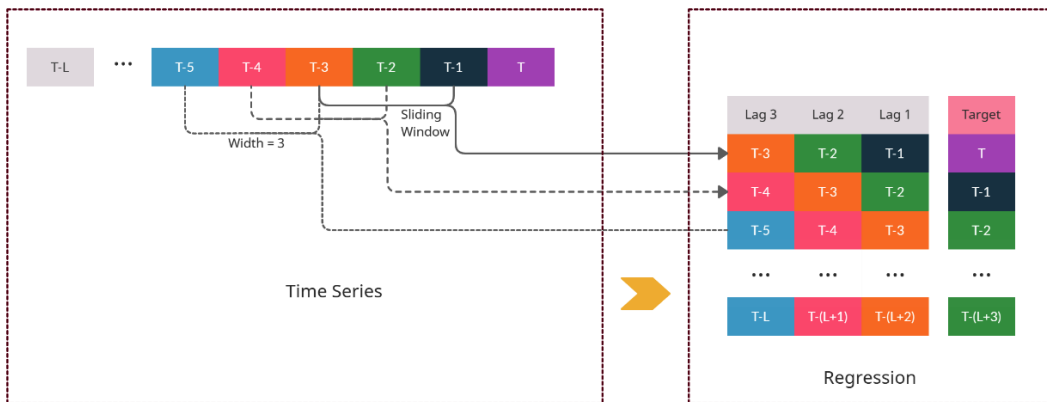 T-L ... T-5 T-4 T-3 T-2 T-1 T
Sliding
Window
Width = 3
Time Series
Lag 3 Lag 2 Lag 1 Target
T-3 T-2 T-1 T
T-4 T-3 T-2 T-1
T-5 T-4 T-3 T-2
... ... ... ...
T-L T-(L+1) T-(L+2) T-(L+3)
Regression